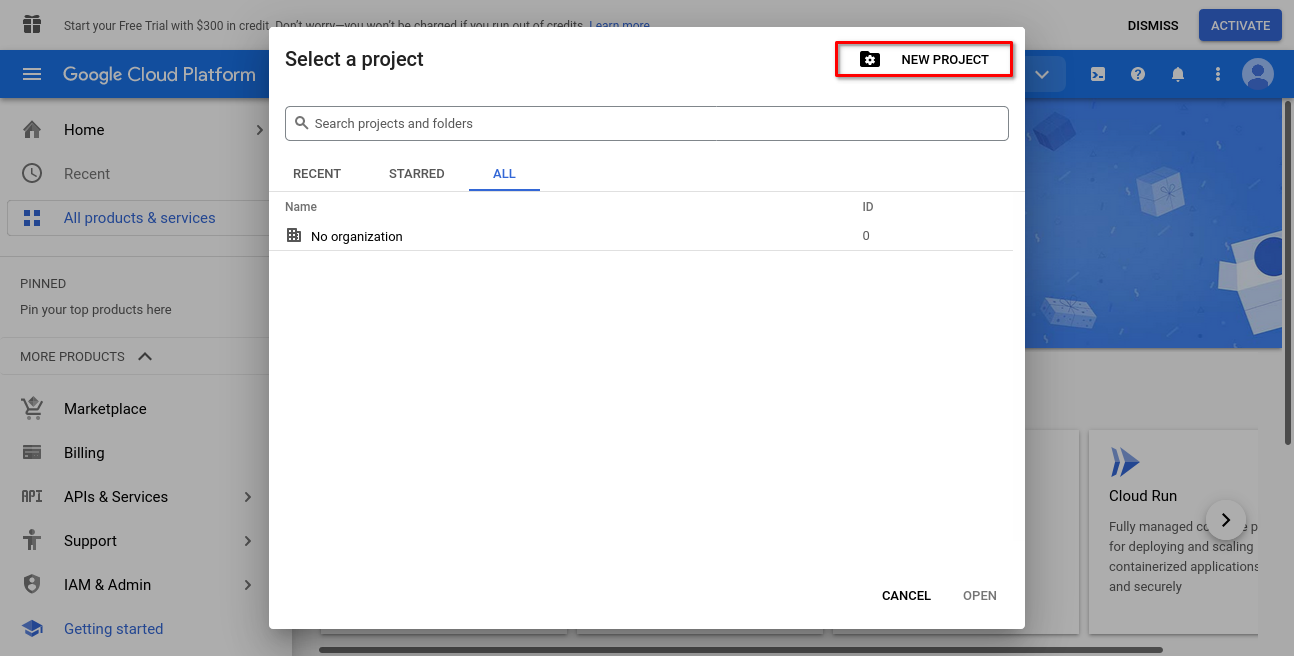 Start your Free Trial with $300 in credit. Don't worry—you won't be charged if you run out of credits. Learn more
DISMISS
ACTIVATE
Google Cloud Platform
Select a project
NEW PROJECT
Search projects and folders
RECENT
STARRED
ALL
Name
ID
No organization
0
CANCEL
OPEN
Home
Recent
All products & services
PINNED
Pin your top products here
MORE PRODUCTS
Marketplace
Billing
API
APIs & Services
Support
IAM & Admin
Getting started
Cloud Run
Fully managed
for deploying and scaling
containerized applications
and securely